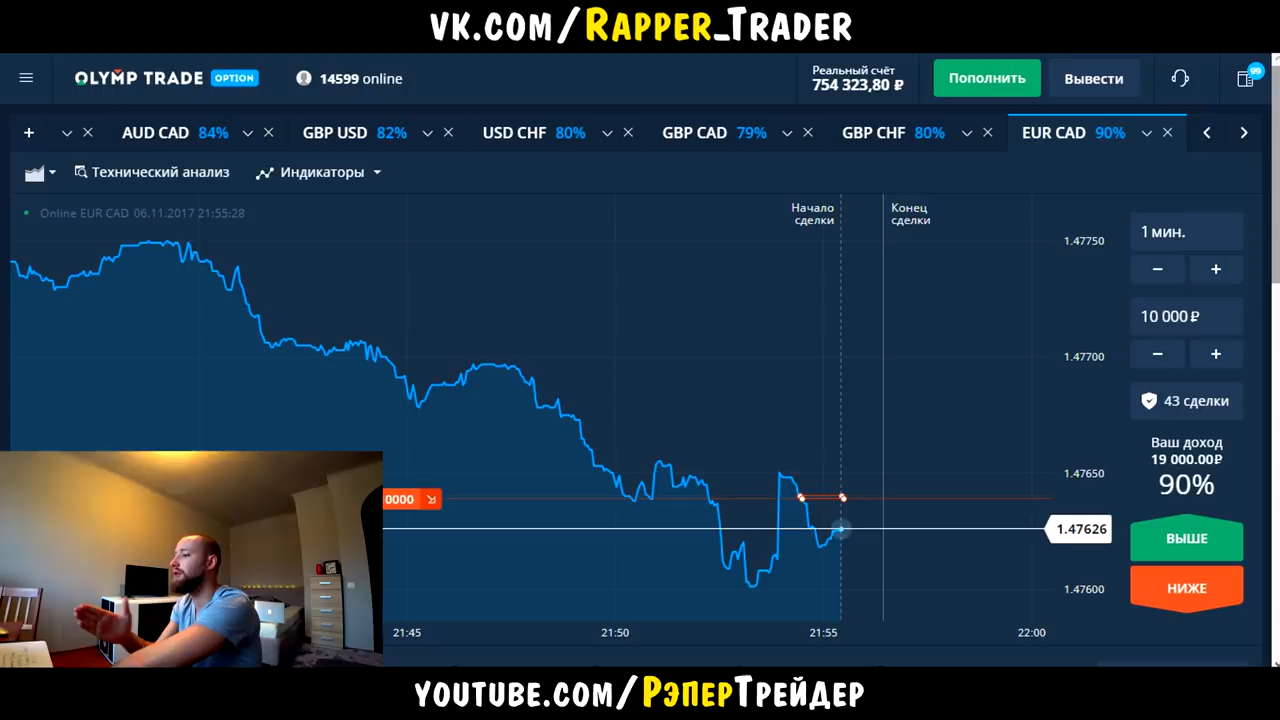 VK.COM/RAPPER_TRADER
OLYMP TRADE OPTION
14599 online
Реальный счёт
754 323,80 ₽
Пополнить
Вывести
99
+
AUD CAD 84%
GBP USD 82%
USD CHF 80%
GBP CAD 79%
GBP CHF 80%
EUR CAD 90%
Технический анализ
Индикаторы
Online EUR CAD 06.11.2017 21:55:28
Начало
сделки
Конец
сделки
1.47750
1.47700
1.47650
1.47626
1.47600
0000
21:45
21:50
21:55
22:00
1 мин.
− +
10 000 ₽
− +
43 сделки
Ваш доход
19 000.00₽
90%
ВЫШЕ
НИЖЕ
YOUTUBE.COM/РЭПЕРТРЕЙДЕР